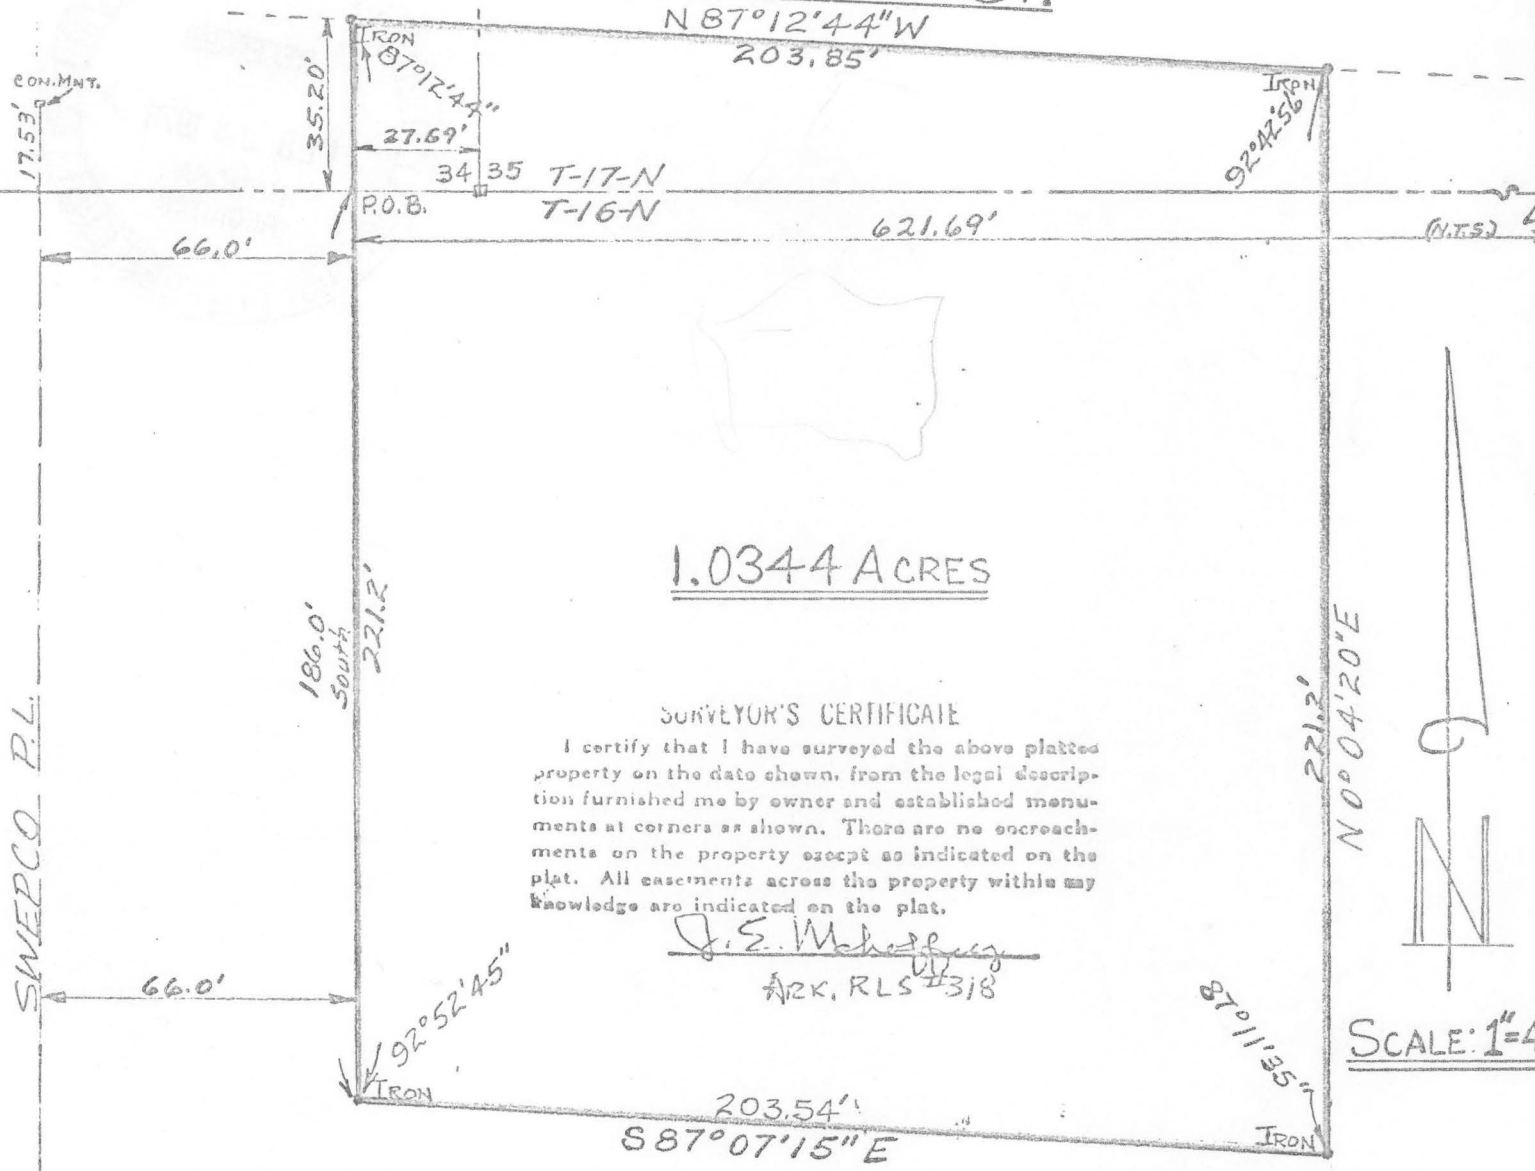 N 87°12'44" W
203.85'
IRON
87°12'44"
IRON
92°42'56"
CON.MNT.
17.53'
35.20'
27.69'
34 35 T-17-N
P.O.B.
T-16-N
621.69'
(N.T.S.)
66.0'
1.0344 ACRES
186.0'
South
221.2'
221.2'
N 0°04'20" E
SURVEYOR'S CERTIFICATE
I certify that I have surveyed the above platted
property on the date shown, from the legal descrip-
tion furnished me by owner and established monu-
ments at corners as shown. There are no encroach-
ments on the property except as indicated on the
plat. All easements across the property within my
knowledge are indicated on the plat.
J. E. Mahaffey
ARK. RLS #318
SWEPCO P.L.
66.0'
92°52'45"
87°11'35"
N
SCALE: 1"=4
IRON
203.54'
S 87°07'15" E
IRON